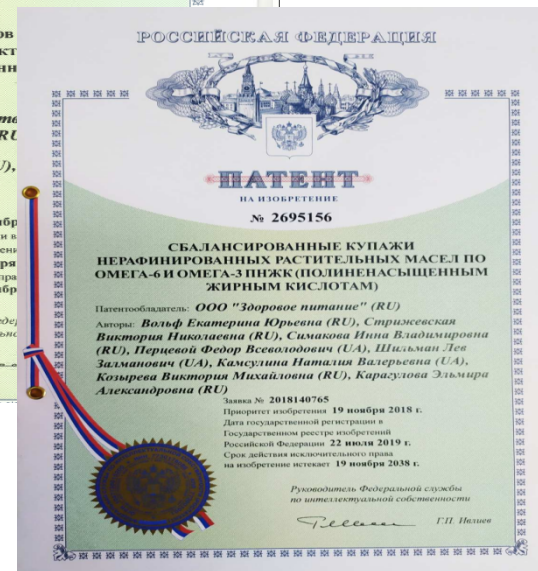 РОССИЙСКАЯ ФЕДЕРАЦИЯ
ПАТЕНТ
НА ИЗОБРЕТЕНИЕ
№ 2695156
СБАЛАНСИРОВАННЫЕ КУПАЖИ
НЕРАФИНИРОВАННЫХ РАСТИТЕЛЬНЫХ МАСЕЛ ПО
ОМЕГА-6 И ОМЕГА-3 ПНЖК (ПОЛИНЕНАСЫЩЕННЫМ
ЖИРНЫМ КИСЛОТАМ)
Патентообладатель: ООО "Здоровое питание" (RU)
Авторы: Вольф Екатерина Юрьевна (RU), Стрижевская
Виктория Николаевна (RU), Симакова Инна Владимировна
(RU), Перцевой Федор Всеволодович (UA), Шильман Лев
Залманович (UA), Камсулина Наталия Валерьевна (UA),
Козырева Виктория Михайловна (RU), Карагулова Эльмира
Александровна (RU)
Заявка № 2018140765
Приоритет изобретения 19 ноября 2018 г.
Дата государственной регистрации в
Государственном реестре изобретений
Российской Федерации 22 июля 2019 г.
Срок действия исключительного права
на изобретение истекает 19 ноября 2038 г.
Руководитель Федеральной службы
по интеллектуальной собственности
Г.П. Ивлиев